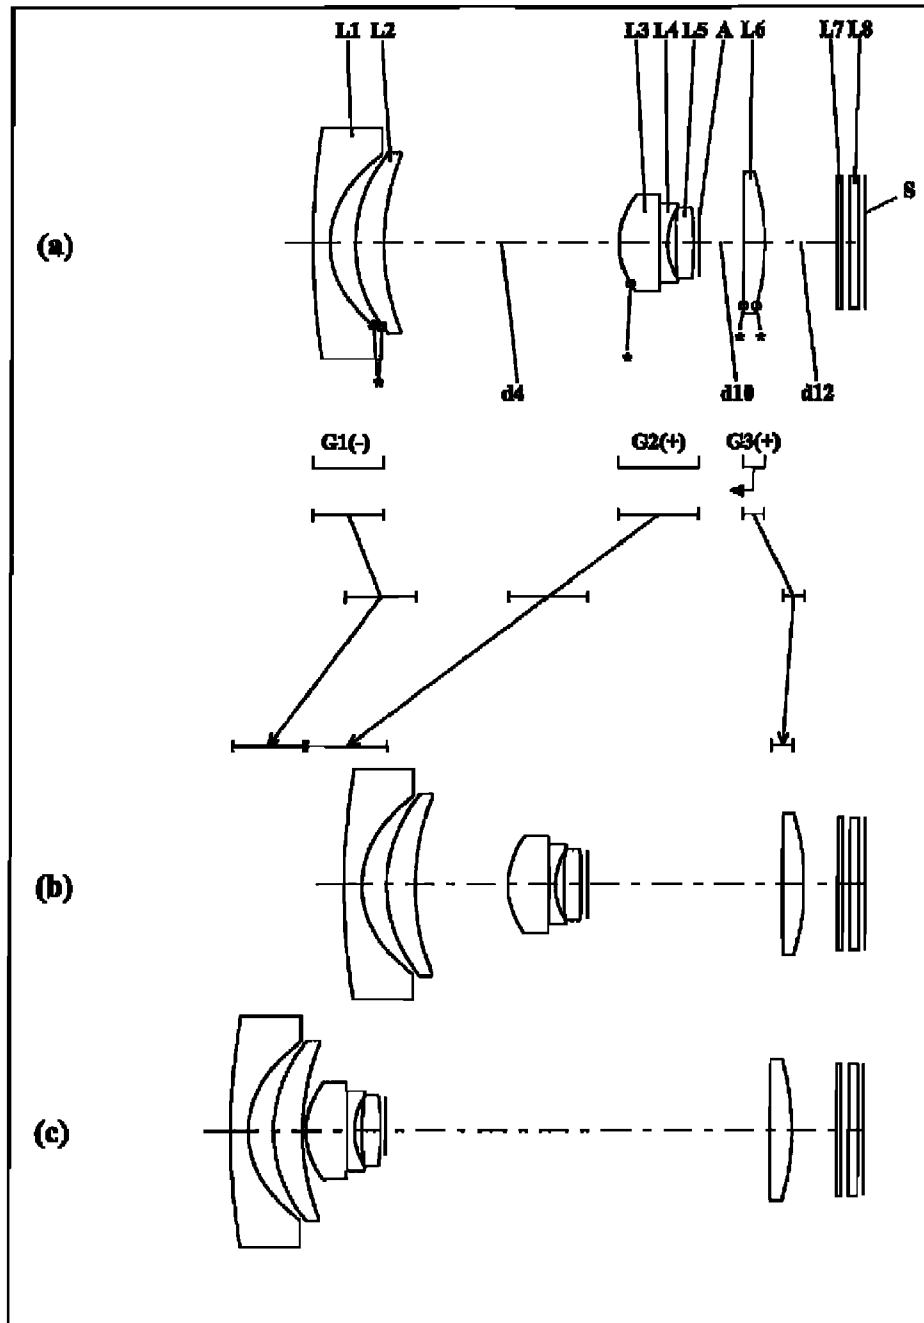 L1 L2 L3 L4 L5 A L6 L7 L8
S
(a)
* * * *
d4 d10 d12
G1(-) G2(+) G3(+)
(b)
(c)